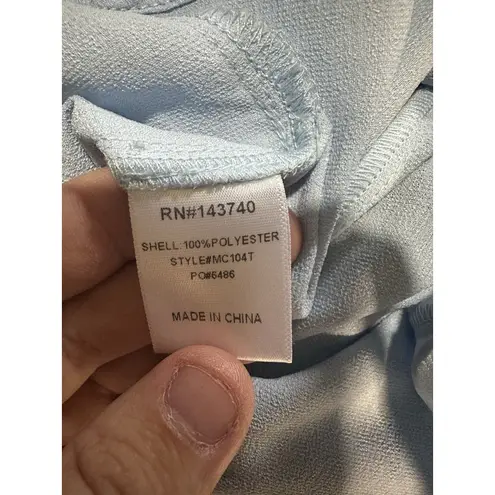 RN#143740
SHELL:100%POLYESTER
STYLE#MC104T
PO#6486
MADE IN CHINA